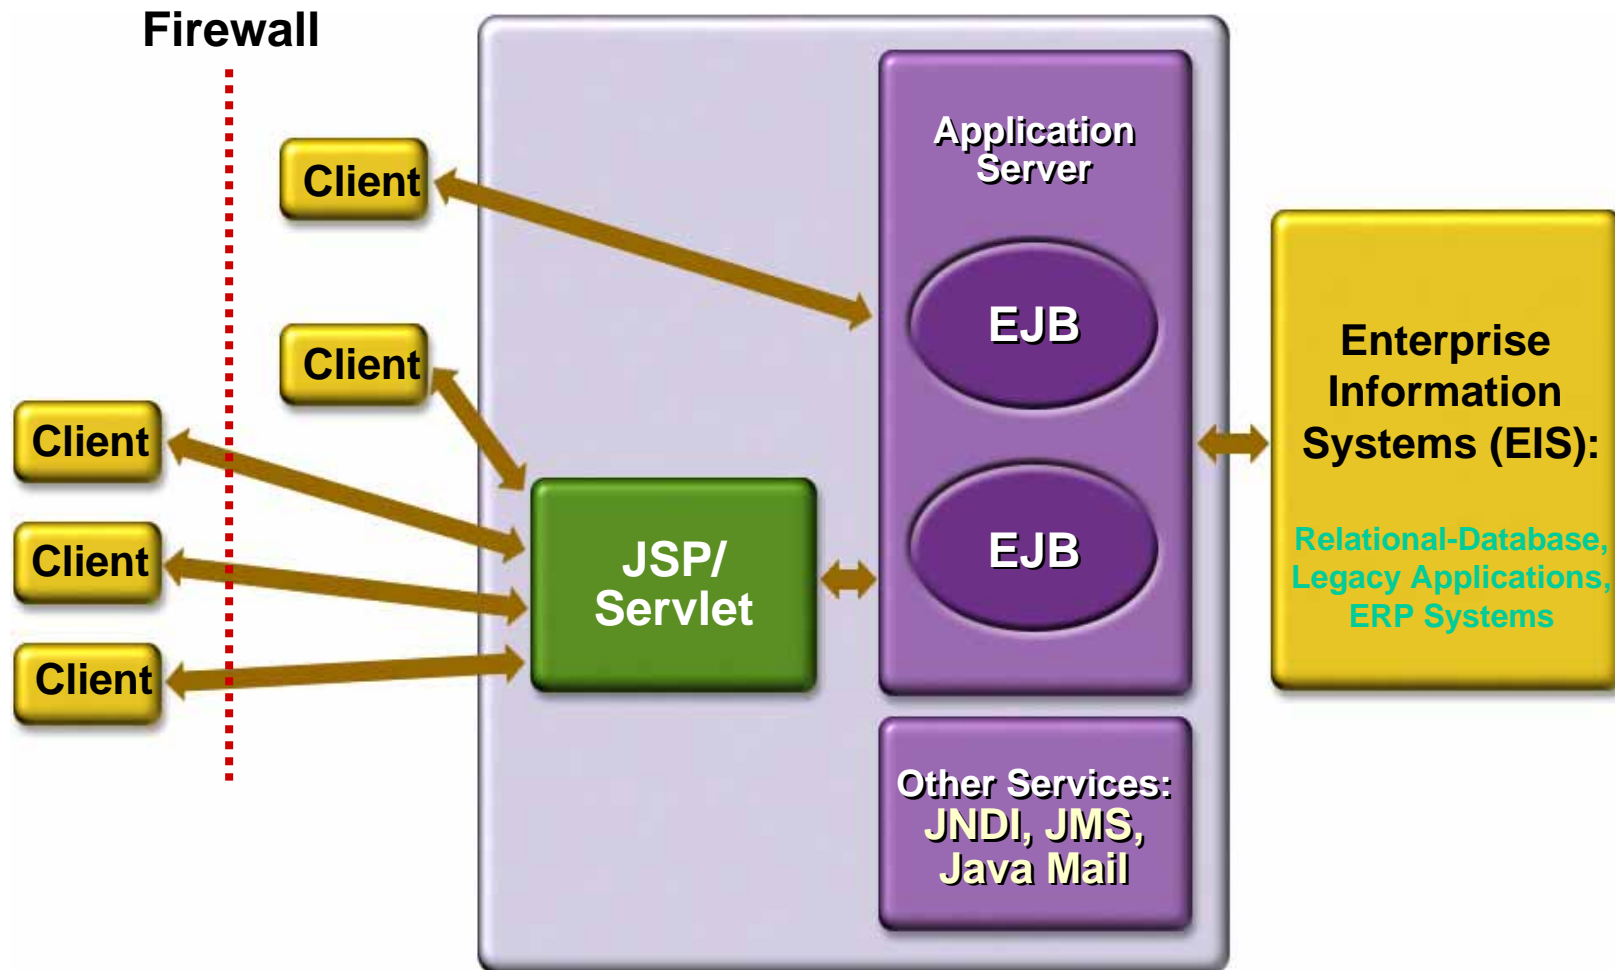 Firewall
Client
Client
Client
Client
Client
JSP/
Servlet
Application
Server
EJB
EJB
Other Services:
JNDI, JMS,
Java Mail
Enterprise
Information
Systems (EIS):
Relational-Database,
Legacy Applications,
ERP Systems